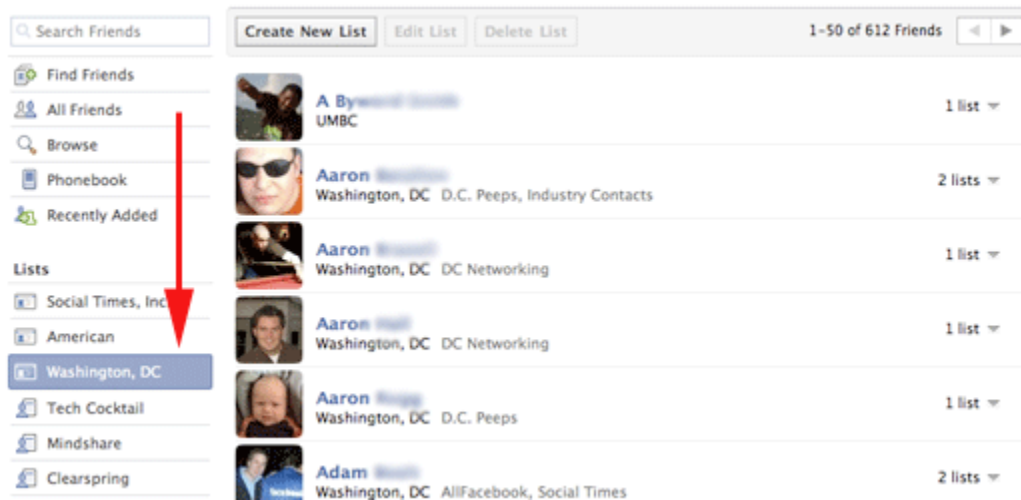 Search Friends
Find Friends
All Friends
Browse
Phonebook
Recently Added
Lists
Social Times, Inc
American
Washington, DC
Tech Cocktail
Mindshare
Clearspring
Create New List Edit List Delete List 1-50 of 612 Friends
A
UMBC
1 list
Aaron
Washington, DC D.C. Peeps, Industry Contacts
2 lists
Aaron
Washington, DC DC Networking
1 list
Aaron
Washington, DC DC Networking
1 list
Aaron
Washington, DC D.C. Peeps
1 list
Adam
Washington, DC AllFacebook, Social Times
2 lists